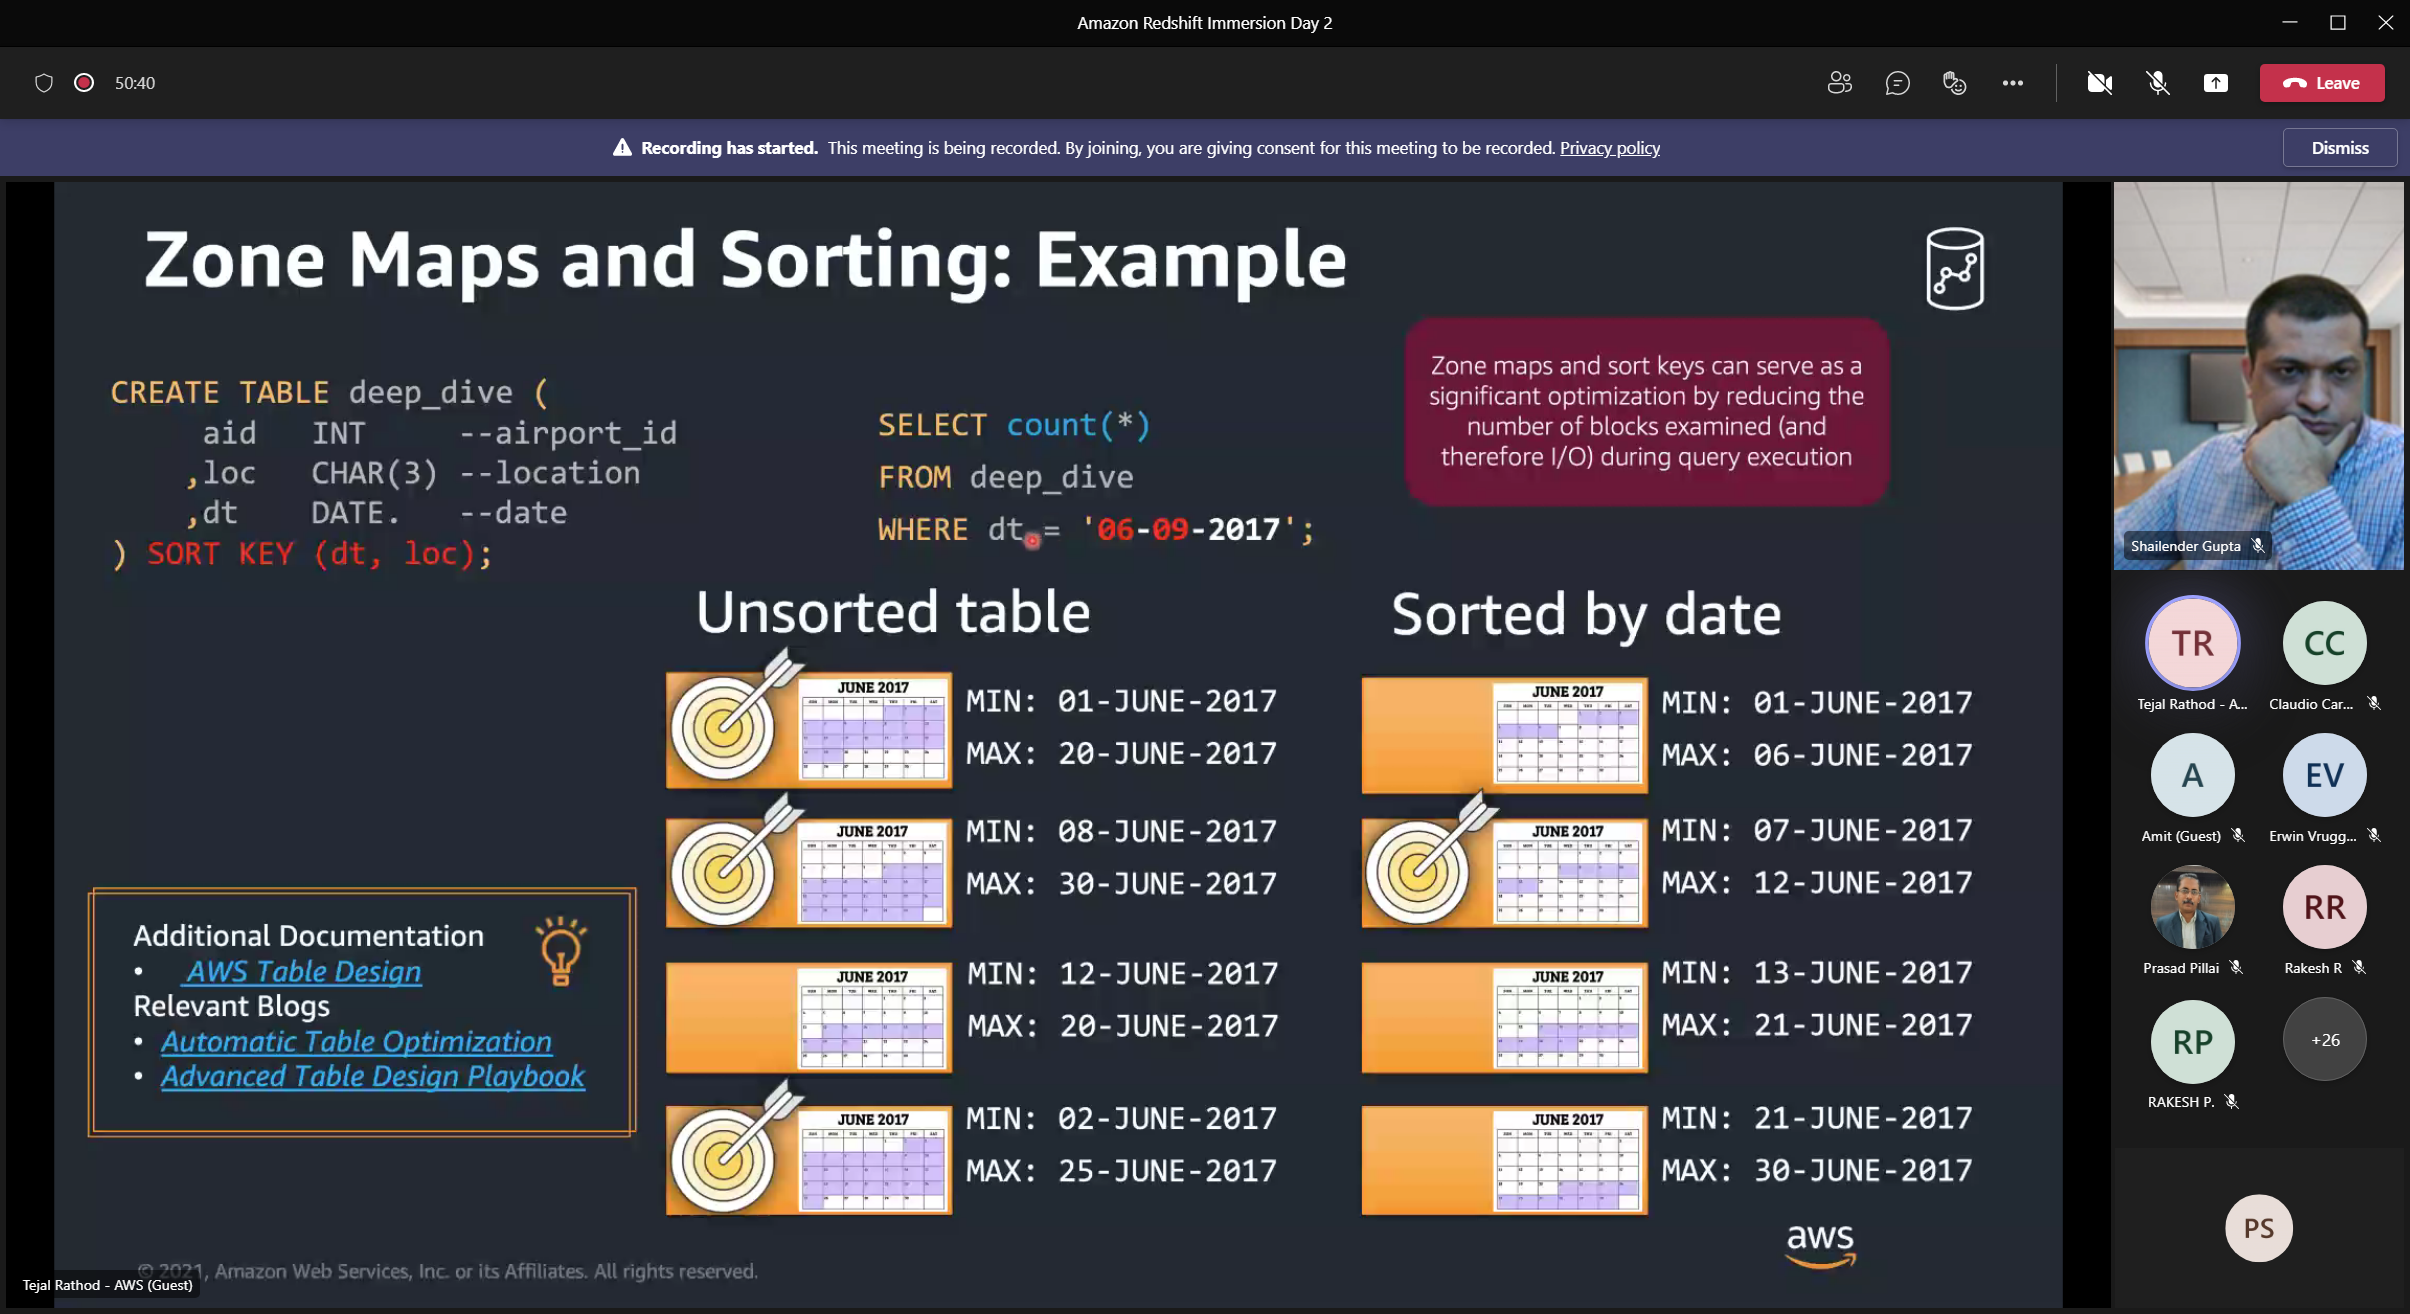 Amazon Redshift Immersion Day 2
50:40
Leave
Recording has started. This meeting is being recorded. By joining, you are giving consent for this meeting to be recorded. Privacy policy
Dismiss
Zone Maps and Sorting: Example
CREATE TABLE deep_dive (
aid INT --airport_id
,loc CHAR(3) --location
,dt DATE. --date
) SORT KEY (dt, loc);
SELECT count(*)
FROM deep_dive
WHERE dt = '06-09-2017';
Zone maps and sort keys can serve as a
significant optimization by reducing the
number of blocks examined (and
therefore I/O) during query execution
Unsorted table
JUNE 2017
MIN: 01-JUNE-2017
MAX: 20-JUNE-2017
JUNE 2017
MIN: 08-JUNE-2017
MAX: 30-JUNE-2017
JUNE 2017
MIN: 12-JUNE-2017
MAX: 20-JUNE-2017
JUNE 2017
MIN: 02-JUNE-2017
MAX: 25-JUNE-2017
Sorted by date
JUNE 2017
MIN: 01-JUNE-2017
MAX: 06-JUNE-2017
JUNE 2017
MIN: 07-JUNE-2017
MAX: 12-JUNE-2017
JUNE 2017
MIN: 13-JUNE-2017
MAX: 21-JUNE-2017
JUNE 2017
MIN: 21-JUNE-2017
MAX: 30-JUNE-2017
Additional Documentation
• AWS Table Design
Relevant Blogs
• Automatic Table Optimization
• Advanced Table Design Playbook
aws
© 2021, Amazon Web Services, Inc. or its Affiliates. All rights reserved.
Tejal Rathod - AWS (Guest)
Shailender Gupta
TR
Tejal Rathod - A...
CC
Claudio Car...
A
Amit (Guest)
EV
Erwin Vrugg...
Prasad Pillai
RR
Rakesh R
RP
RAKESH P.
+26
PS